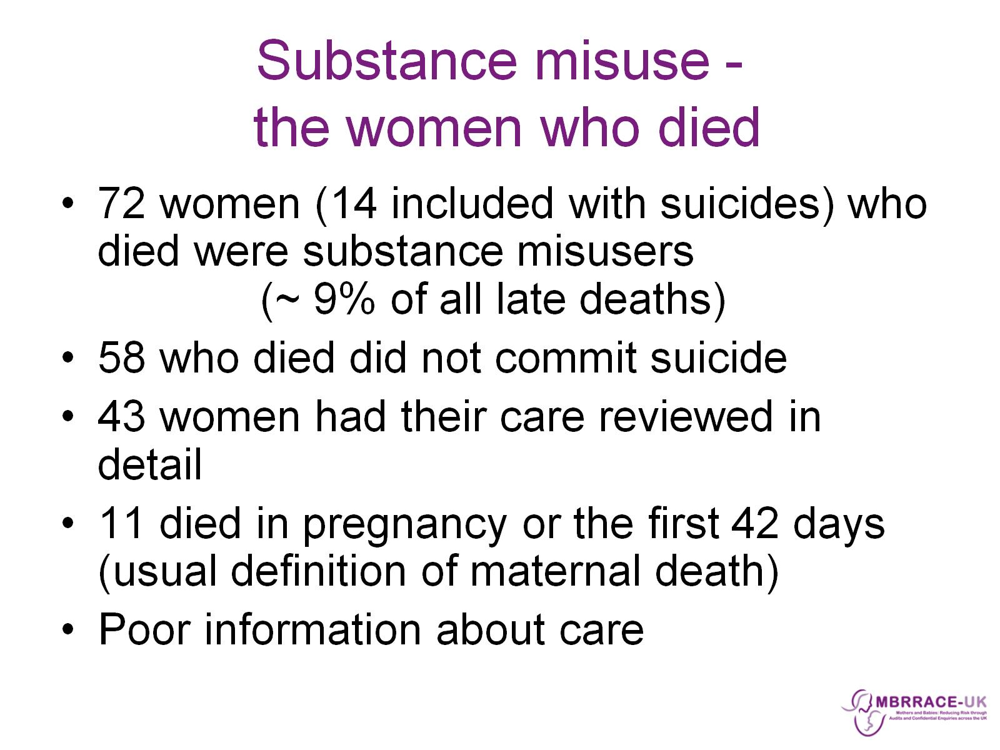 Substance misuse -
the women who died
• 72 women (14 included with suicides) who
died were substance misusers
(~ 9% of all late deaths)
• 58 who died did not commit suicide
• 43 women had their care reviewed in
detail
• 11 died in pregnancy or the first 42 days
(usual definition of maternal death)
• Poor information about care
MBRRACE-UK
Mothers and Babies: Reducing Risk through
Audits and Confidential Enquiries across the UK